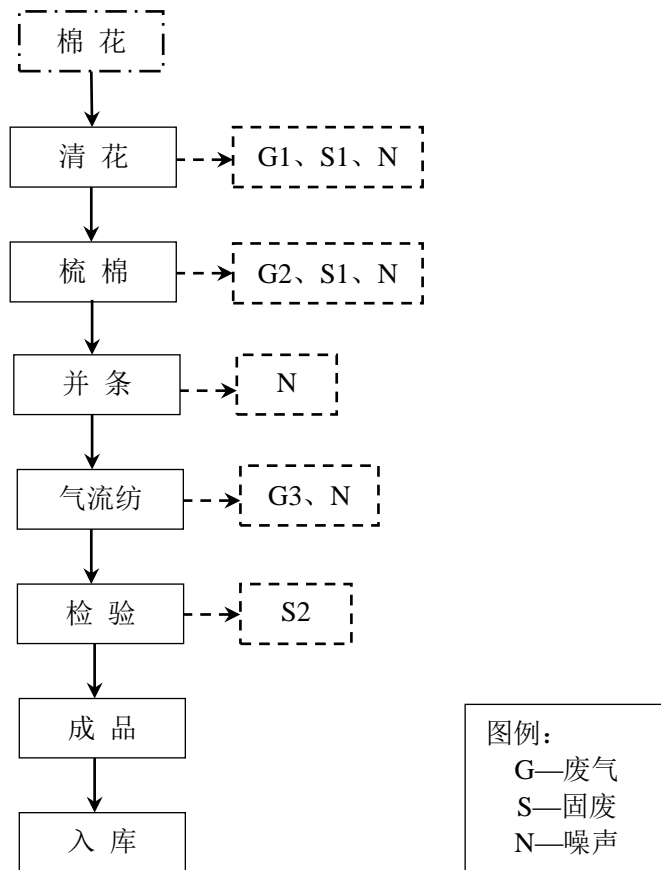 棉 花
清 花
G1、S1、N
梳 棉
G2、S1、N
并 条
N
气流纺
G3、N
检 验
S2
成 品
入 库
图例：
G—废气
S—固废
N—噪声